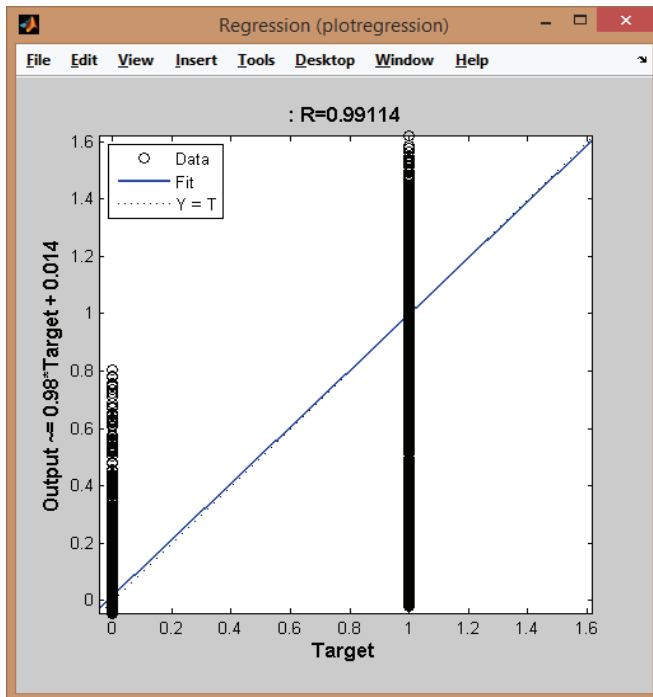 Regression (plotregression)
File Edit View Insert Tools Desktop Window Help
: R=0.99114
Data
Fit
Y = T
Output ~= 0.98*Target + 0.014
1.6
1.4
1.2
1
0.8
0.6
0.4
0.2
0
0 0.2 0.4 0.6 0.8 1 1.2 1.4 1.6
Target